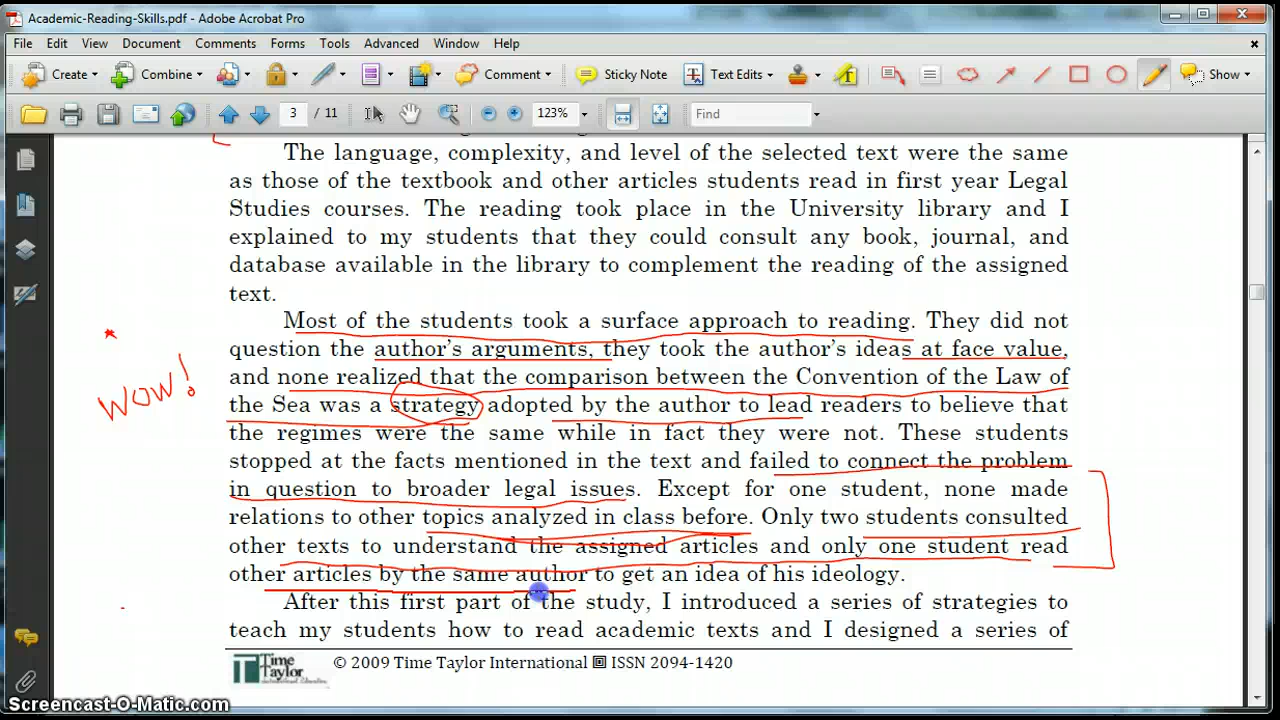 Academic-Reading-Skills.pdf - Adobe Acrobat Pro
File Edit View Document Comments Forms Tools Advanced Window Help
Create Combine Comment Sticky Note Text Edits Show
3 / 11 123% Find
The language, complexity, and level of the selected text were the same
as those of the textbook and other articles students read in first year Legal
Studies courses. The reading took place in the University library and I
explained to my students that they could consult any book, journal, and
database available in the library to complement the reading of the assigned
text.
Most of the students took a surface approach to reading. They did not
question the author's arguments, they took the author's ideas at face value,
and none realized that the comparison between the Convention of the Law of
WOW!
the Sea was a strategy adopted by the author to lead readers to believe that
the regimes were the same while in fact they were not. These students
stopped at the facts mentioned in the text and failed to connect the problem
in question to broader legal issues. Except for one student, none made
relations to other topics analyzed in class before. Only two students consulted
other texts to understand the assigned articles and only one student read
other articles by the same author to get an idea of his ideology.
After this first part of the study, I introduced a series of strategies to
teach my students how to read academic texts and I designed a series of
Time Taylor © 2009 Time Taylor International ISSN 2094-1420
Screencast-O-Matic.com